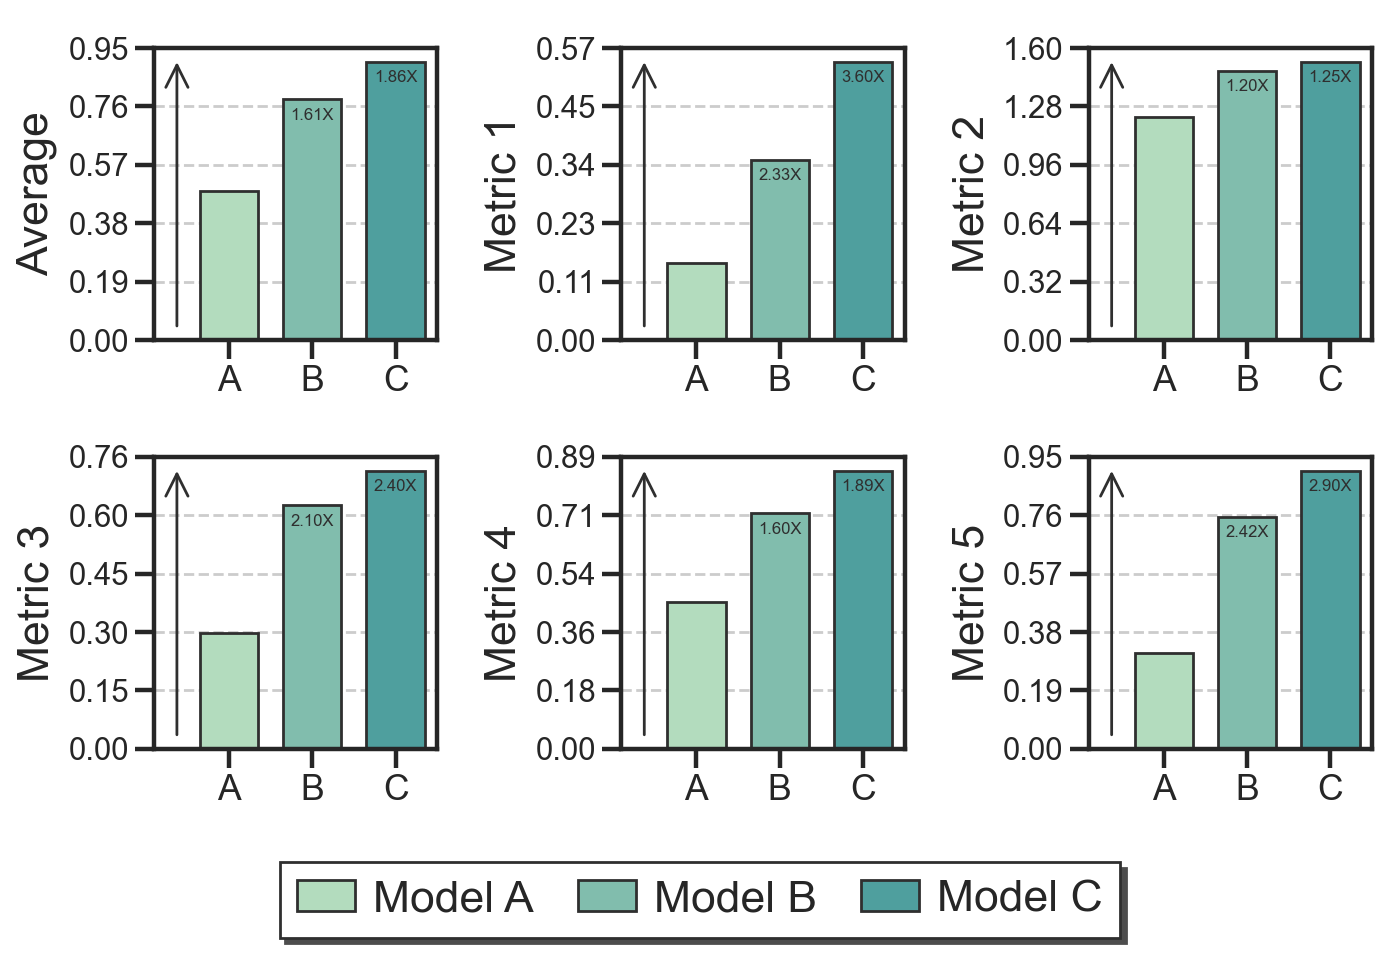 Average
0.95
0.76
0.57
0.38
0.19
0.00
1.61X
1.86X
A B C
Metric 1
0.57
0.45
0.34
0.23
0.11
0.00
2.33X
3.60X
A B C
Metric 2
1.60
1.28
0.96
0.64
0.32
0.00
1.20X
1.25X
A B C
Metric 3
0.76
0.60
0.45
0.30
0.15
0.00
2.10X
2.40X
A B C
Metric 4
0.89
0.71
0.54
0.36
0.18
0.00
1.60X
1.89X
A B C
Metric 5
0.95
0.76
0.57
0.38
0.19
0.00
2.42X
2.90X
A B C
Model A Model B Model C